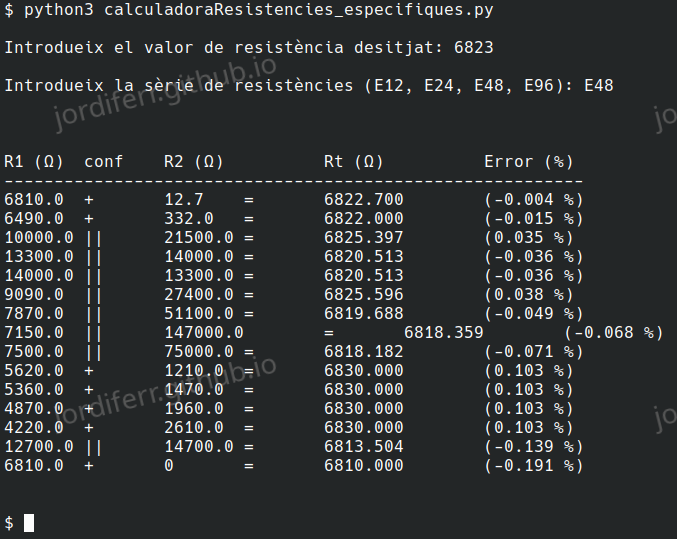 $ python3 calculadoraResistencies_especifiques.py
Introdueix el valor de resistència desitjat: 6823
Introdueix la sèrie de resistències (E12, E24, E48, E96): E48
jordiferr.github.io
jo
R1 (Ω) conf R2 (Ω) Rt (Ω) Error (%)
----------------------------------------------------------
6810.0 + 12.7 = 6822.700 (-0.004 %)
6490.0 + 332.0 = 6822.000 (-0.015 %)
10000.0 || 21500.0 = 6825.397 (0.035 %)
13300.0 || 14000.0 = 6820.513 (-0.036 %)
14000.0 || 13300.0 = 6820.513 (-0.036 %)
9090.0 || 27400.0 = 6825.596 (0.038 %)
7870.0 || 51100.0 = 6819.688 (-0.049 %)
7150.0 || 147000.0 = 6818.359 (-0.068 %)
7500.0 || 75000.0 = 6818.182 (-0.071 %)
5620.0 + 1210.0 = 6830.000 (0.103 %)
5360.0 + 1470.0 = 6830.000 (0.103 %)
4870.0 + 1960.0 = 6830.000 (0.103 %)
4220.0 + 2610.0 = 6830.000 (0.103 %)
jordiferr.github.io
jo
12700.0 || 14700.0 = 6813.504 (-0.139 %)
6810.0 + 0 = 6810.000 (-0.191 %)
$